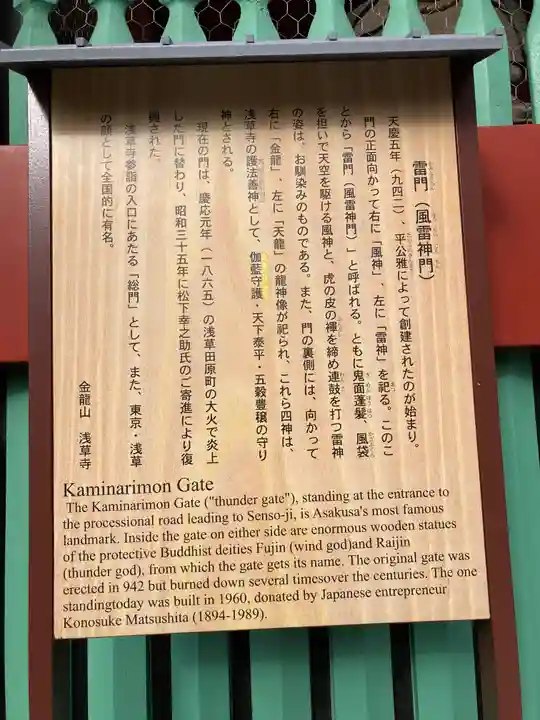 雷門（風雷神門）
天慶五年（九四二）、平公雅によって創建されたのが始まり。
門の正面向かって右に「風神」、左に「雷神」を祀る。このこ
とから「雷門（風雷神門）」と呼ばれる。ともに鬼面蓬髪、風袋
を担いで天空を駆ける風神と、虎の皮の褌を締め連鼓を打つ雷神
の姿は、お馴染みのものである。また、門の裏側には、向かって
右に「金龍」、左に「天龍」の龍神像が祀られ、これら四神は、
浅草寺の護法善神として、伽藍守護・天下泰平・五穀豊穣の守り
神とされる。
現在の門は、慶応元年（一八六五）の浅草田原町の大火で炎上
した門に替わり、昭和三十五年に松下幸之助氏のご寄進により復
興された。
浅草寺参詣の入口にあたる「総門」として、また、東京・浅草
の顔として全国的に有名。
金龍山　浅草寺
Kaminarimon Gate
The Kaminarimon Gate ("thunder gate"), standing at the entrance to
the processional road leading to Senso-ji, is Asakusa's most famous
landmark. Inside the gate on either side are enormous wooden statues
of the protective Buddhist deities Fujin (wind god)and Raijin
(thunder god), from which the gate gets its name. The original gate was
erected in 942 but burned down several timesover the centuries. The one
standingtoday was built in 1960, donated by Japanese entrepreneur
Konosuke Matsushita (1894-1989).